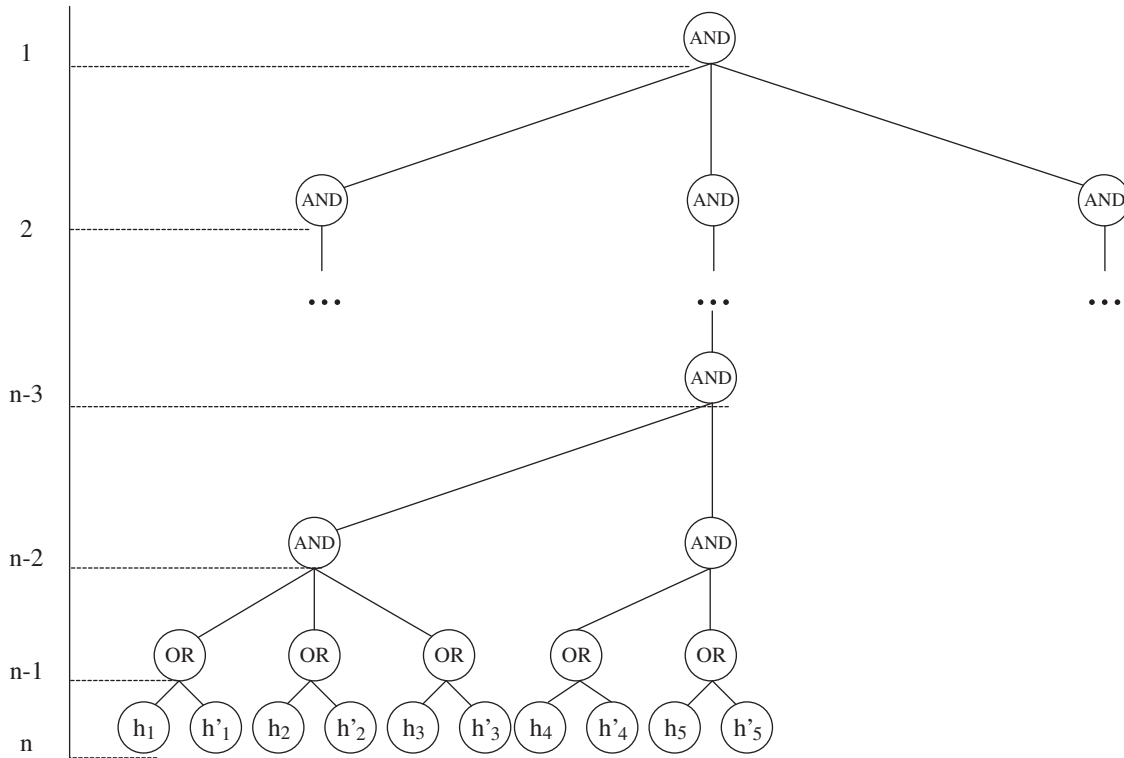 1
AND
AND
AND
AND
2
... ... ...
AND
n-3
AND
AND
n-2
OR
OR
OR
OR
OR
n-1
h1 h'1 h2 h'2 h3 h'3 h4 h'4 h5 h'5
n